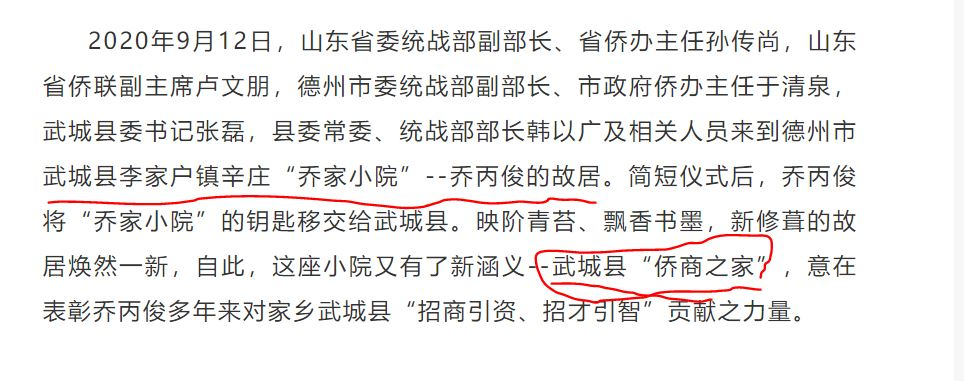 2020年9月12日，山东省委统战部副部长、省侨办主任孙传尚，山东
省侨联副主席卢文朋，德州市委统战部副部长、市政府侨办主任于清泉，
武城县委书记张磊，县委常委、统战部部长韩以广及相关人员来到德州市
武城县李家户镇辛庄“乔家小院”--乔丙俊的故居。简短仪式后，乔丙俊
将“乔家小院”的钥匙移交给武城县。映阶青苔、飘香书墨，新修葺的故
居焕然一新，自此，这座小院又有了新涵义--武城县“侨商之家”，意在
表彰乔丙俊多年来对家乡武城县“招商引资、招才引智”贡献之力量。